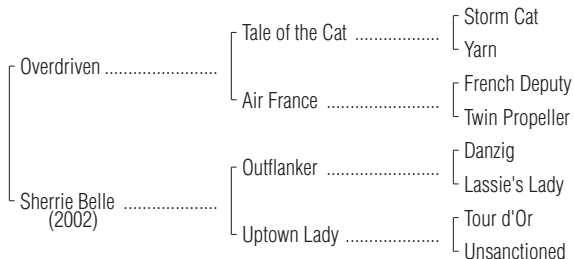 Storm Cat
Tale of the Cat ...................
Yarn
Overdriven .........................
French Deputy
Air France .........................
Twin Propeller
Danzig
Outflanker .........................
Lassie's Lady
Sherrie Belle .....................
(2002)
Tour d'Or
Uptown Lady .....................
Unsanctioned